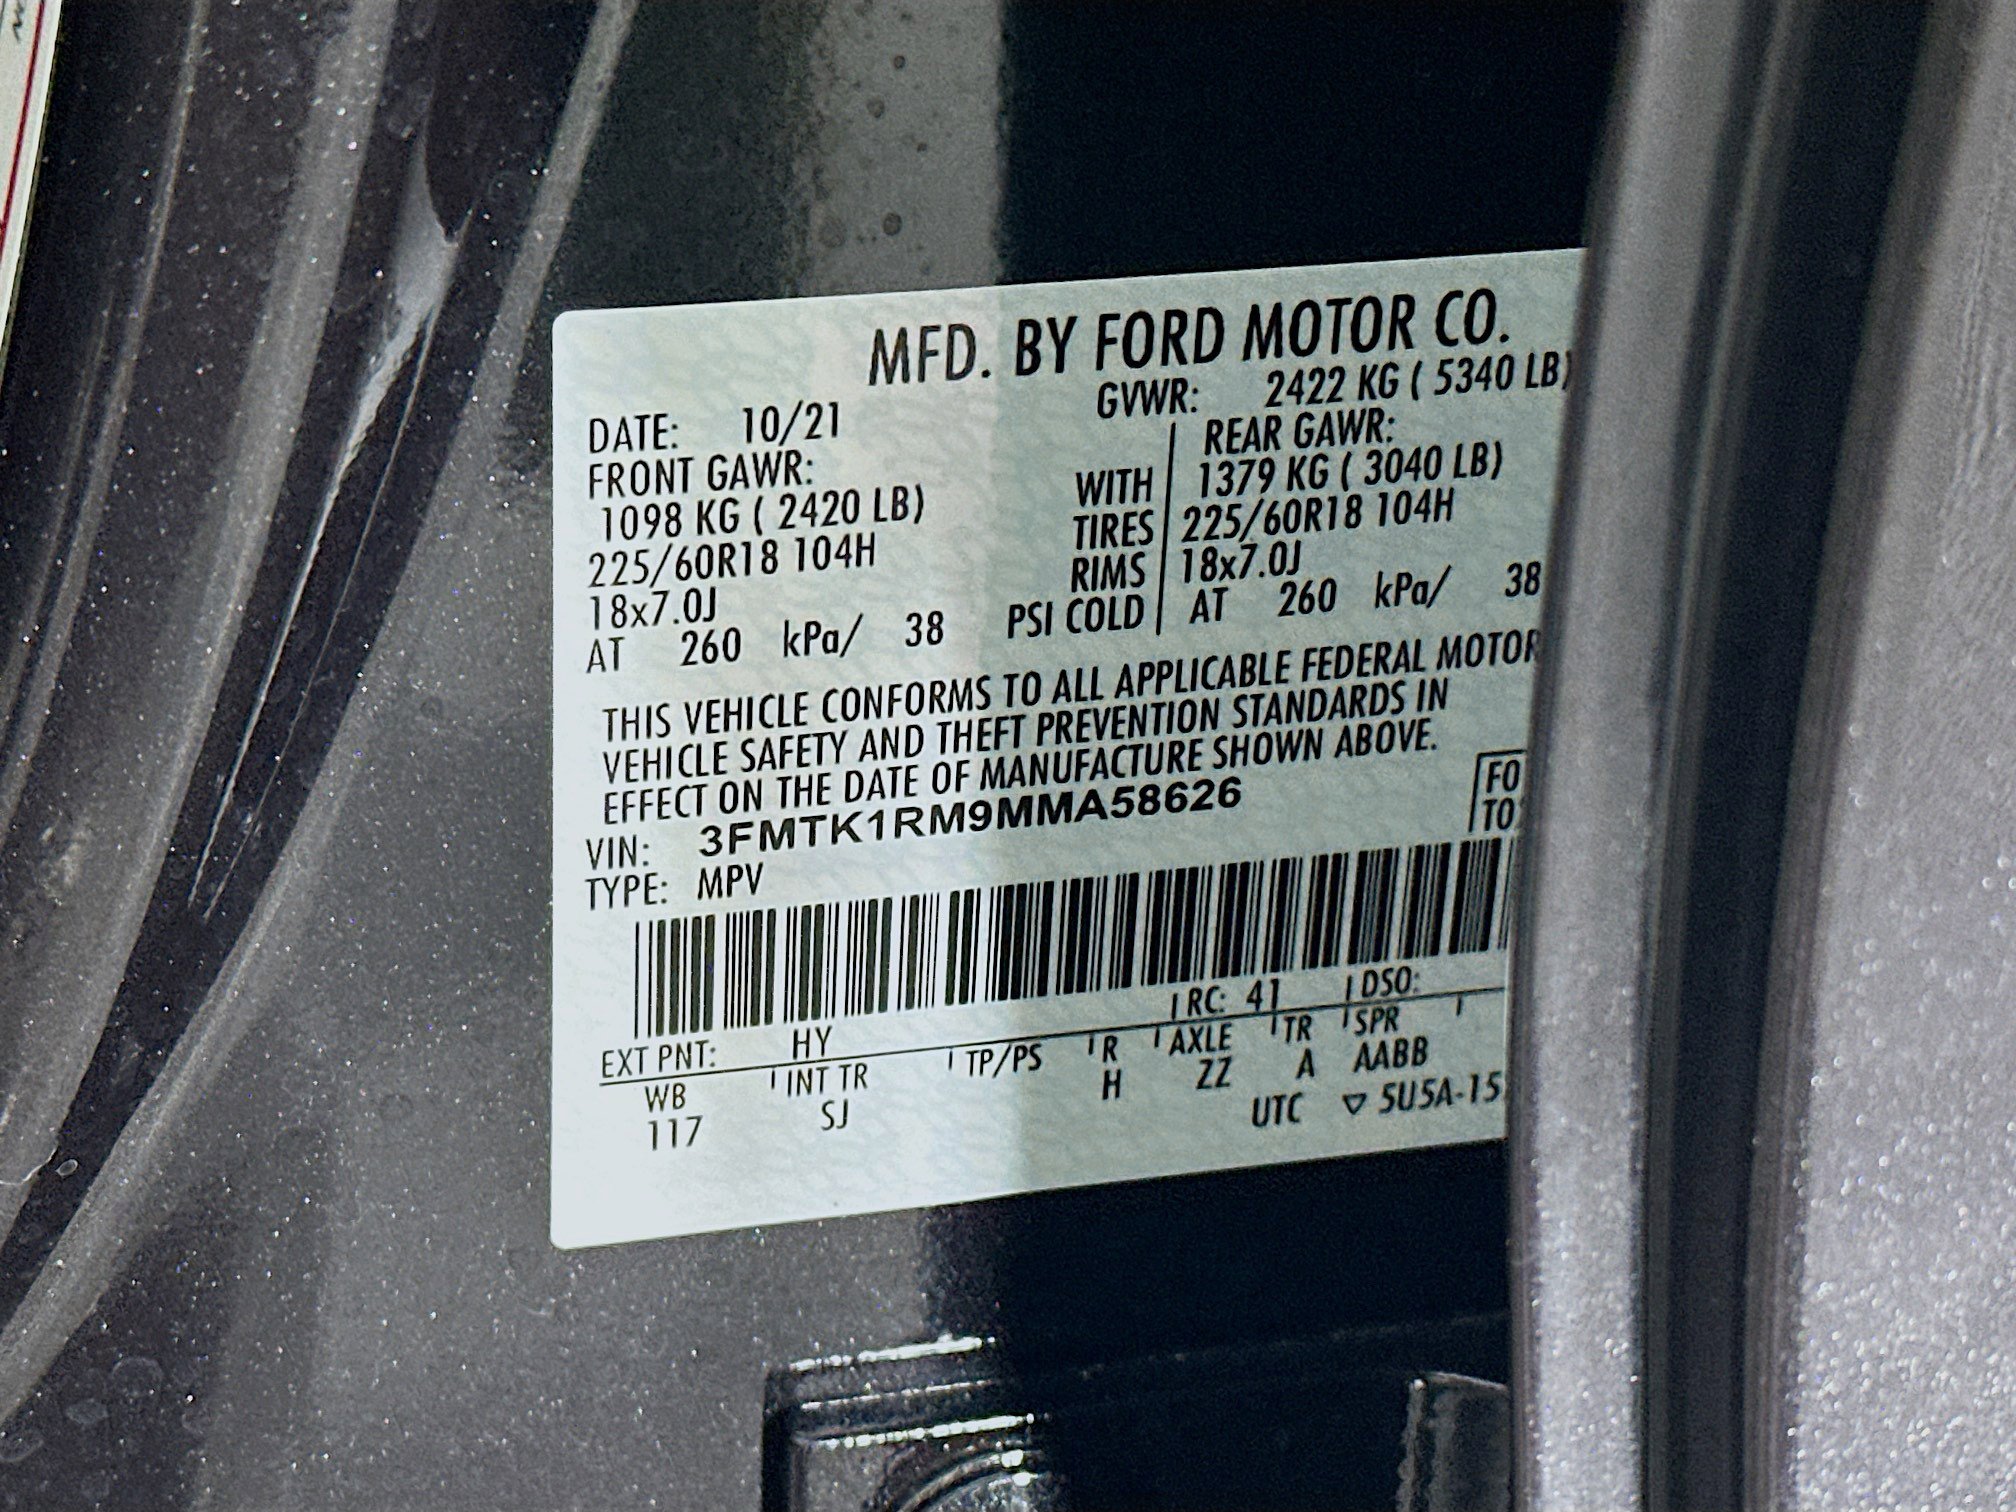 MFD. BY FORD MOTOR CO.
DATE: 10/21 GVWR: 2422 KG ( 5340 LB)
FRONT GAWR: REAR GAWR:
1098 KG ( 2420 LB) WITH 1379 KG ( 3040 LB)
225/60R18 104H TIRES 225/60R18 104H
18x7.0J RIMS 18x7.0J
AT 260 kPa/ 38 PSI COLD AT 260 kPa/ 38
THIS VEHICLE CONFORMS TO ALL APPLICABLE FEDERAL MOTOR
VEHICLE SAFETY AND THEFT PREVENTION STANDARDS IN
EFFECT ON THE DATE OF MANUFACTURE SHOWN ABOVE.
VIN: 3FMTK1RM9MMA58626 FO
TYPE: MPV TO
EXT PNT: HY RC: 41 DSO:
WB INT TR TP/PS R AXLE TR SPR
117 SJ H ZZ A AABB
UTC ▽ 5U5A-15